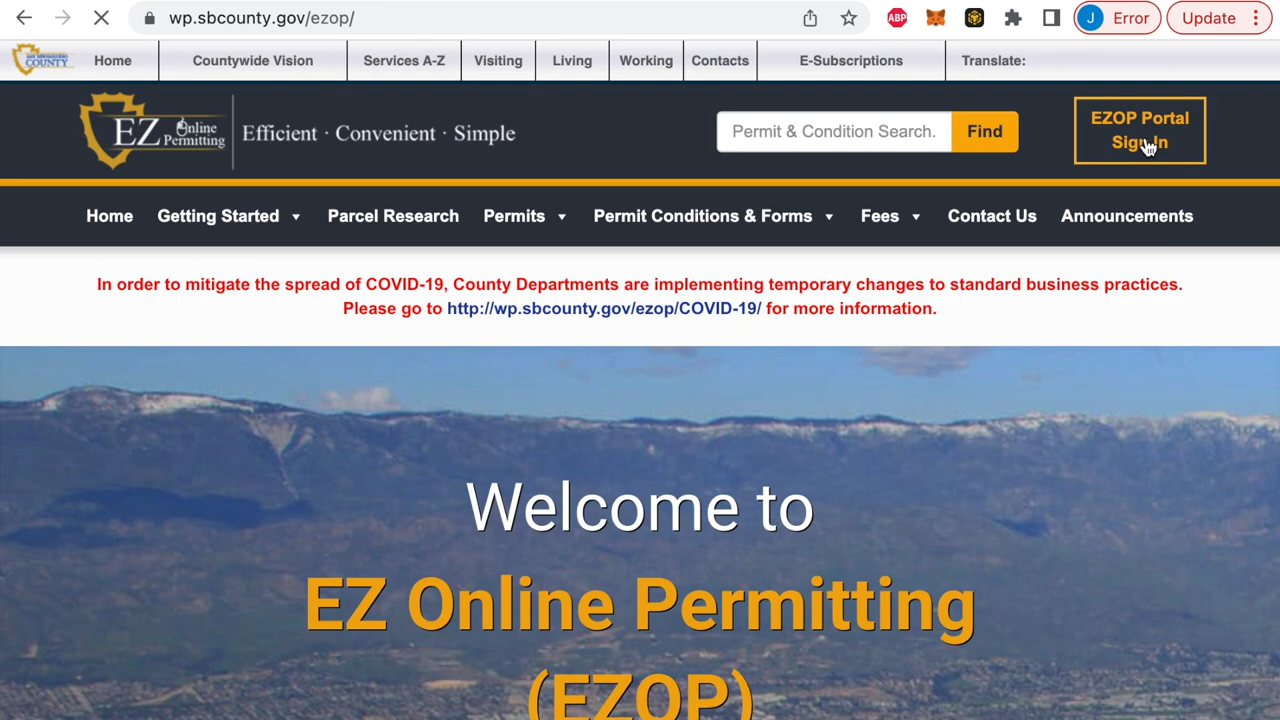 wp.sbcounty.gov/ezop/
ABP
J Error
Update
COUNTY
Home
Countywide Vision
Services A-Z
Visiting
Living
Working
Contacts
E-Subscriptions
Translate:
EZ Online Permitting
Efficient · Convenient · Simple
Permit & Condition Search.
Find
EZOP Portal
Sign In
Home
Getting Started
Parcel Research
Permits
Permit Conditions & Forms
Fees
Contact Us
Announcements
In order to mitigate the spread of COVID-19, County Departments are implementing temporary changes to standard business practices.
Please go to http://wp.sbcounty.gov/ezop/COVID-19/ for more information.
Welcome to
EZ Online Permitting
(EZOP)